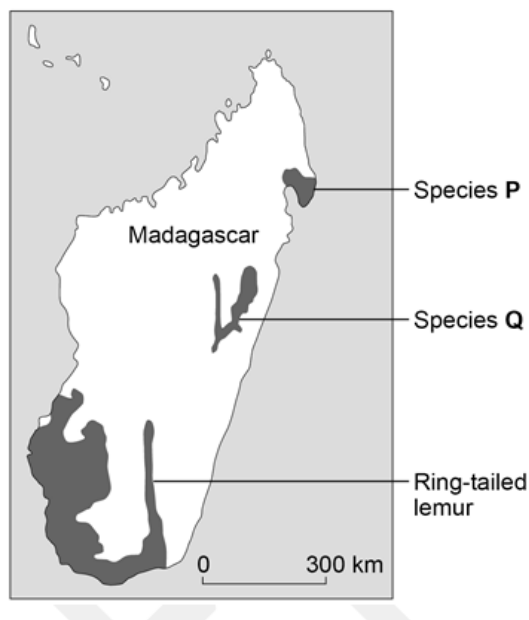 Species P
Madagascar
Species Q
Ring-tailed
lemur
0 300 km